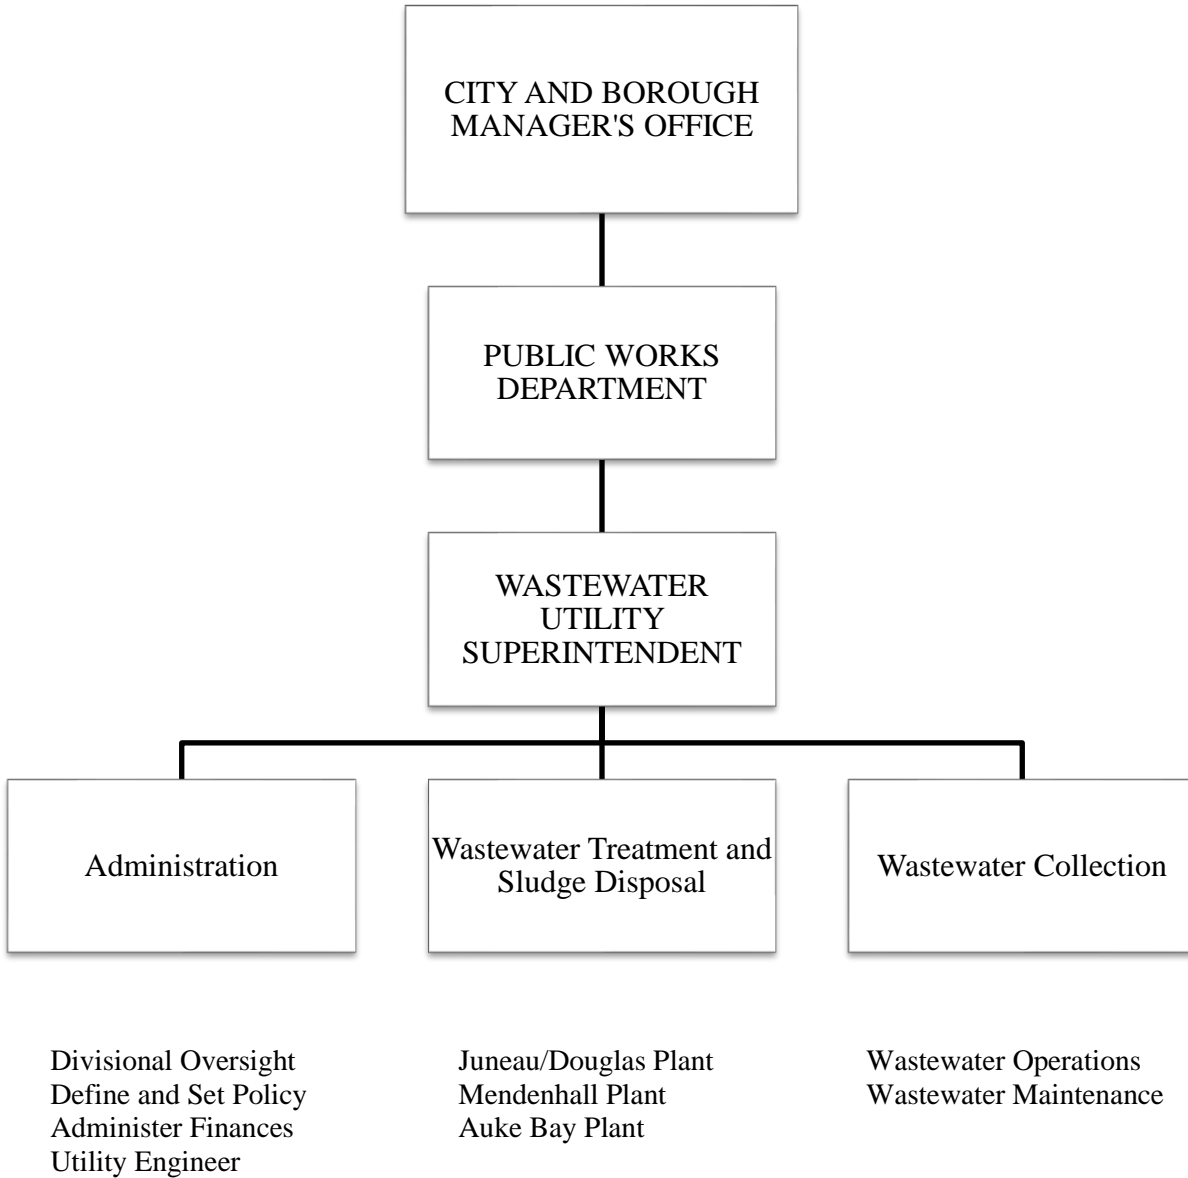 CITY AND BOROUGH
MANAGER'S OFFICE
PUBLIC WORKS
DEPARTMENT
WASTEWATER
UTILITY
SUPERINTENDENT
Administration
Wastewater Treatment and
Sludge Disposal
Wastewater Collection
Divisional Oversight
Define and Set Policy
Administer Finances
Utility Engineer
Juneau/Douglas Plant
Mendenhall Plant
Auke Bay Plant
Wastewater Operations
Wastewater Maintenance